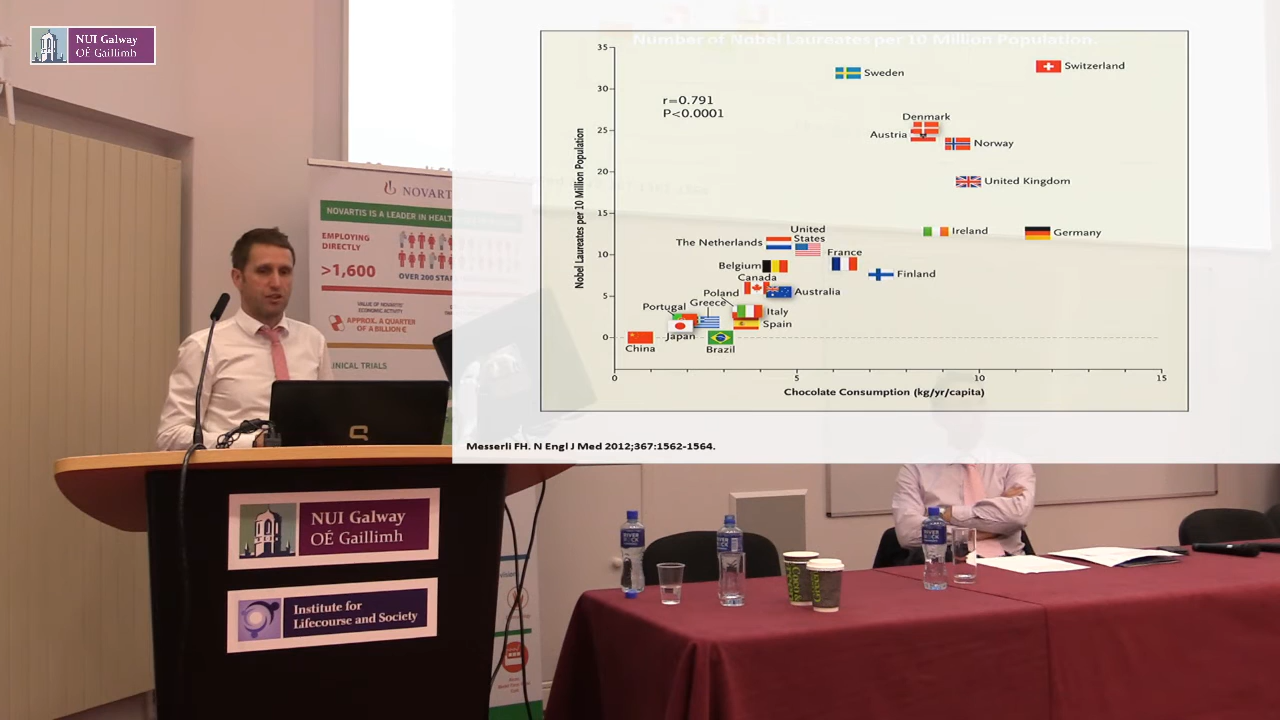 NUI Galway
OÉ Gaillimh
Number of Nobel Laureates per 10 Million Population.
35
30
25
20
15
10
5
0
Nobel Laureates per 10 Million Population
r=0.791
P<0.0001
Sweden
Switzerland
Denmark
Austria
Norway
United Kingdom
Ireland
Germany
United
States
The Netherlands
France
Belgium
Finland
Canada
Australia
Poland
Greece
Portugal
Italy
Spain
Japan
China
Brazil
0
5
10
15
Chocolate Consumption (kg/yr/capita)
Messerli FH. N Engl J Med 2012;367:1562-1564.
NOVARTIS IS A LEADER IN
EMPLOYING
DIRECTLY
>1,600
OVER 200
VALUE OF NOVARTIS'
ECONOMIC ACTIVITY
APPROX. A QUARTER
OF A BILLION €
TRIALS
NUI Galway
OÉ Gaillimh
Institute for
Lifecourse and Society